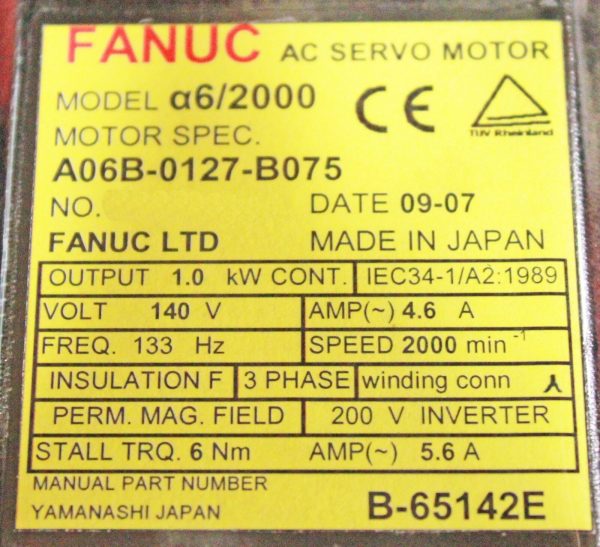 FANUC AC SERVO MOTOR
MODEL α6/2000
CE
TÜV Rheinland
MOTOR SPEC.
A06B-0127-B075
NO. DATE 09-07
FANUC LTD MADE IN JAPAN
OUTPUT 1.0 kW CONT. IEC34-1/A2:1989
VOLT 140 V AMP(~) 4.6 A
FREQ. 133 Hz SPEED 2000 min⁻¹
INSULATION F 3 PHASE winding conn
PERM. MAG. FIELD 200 V INVERTER
STALL TRQ. 6 Nm AMP(~) 5.6 A
MANUAL PART NUMBER
YAMANASHI JAPAN B-65142E